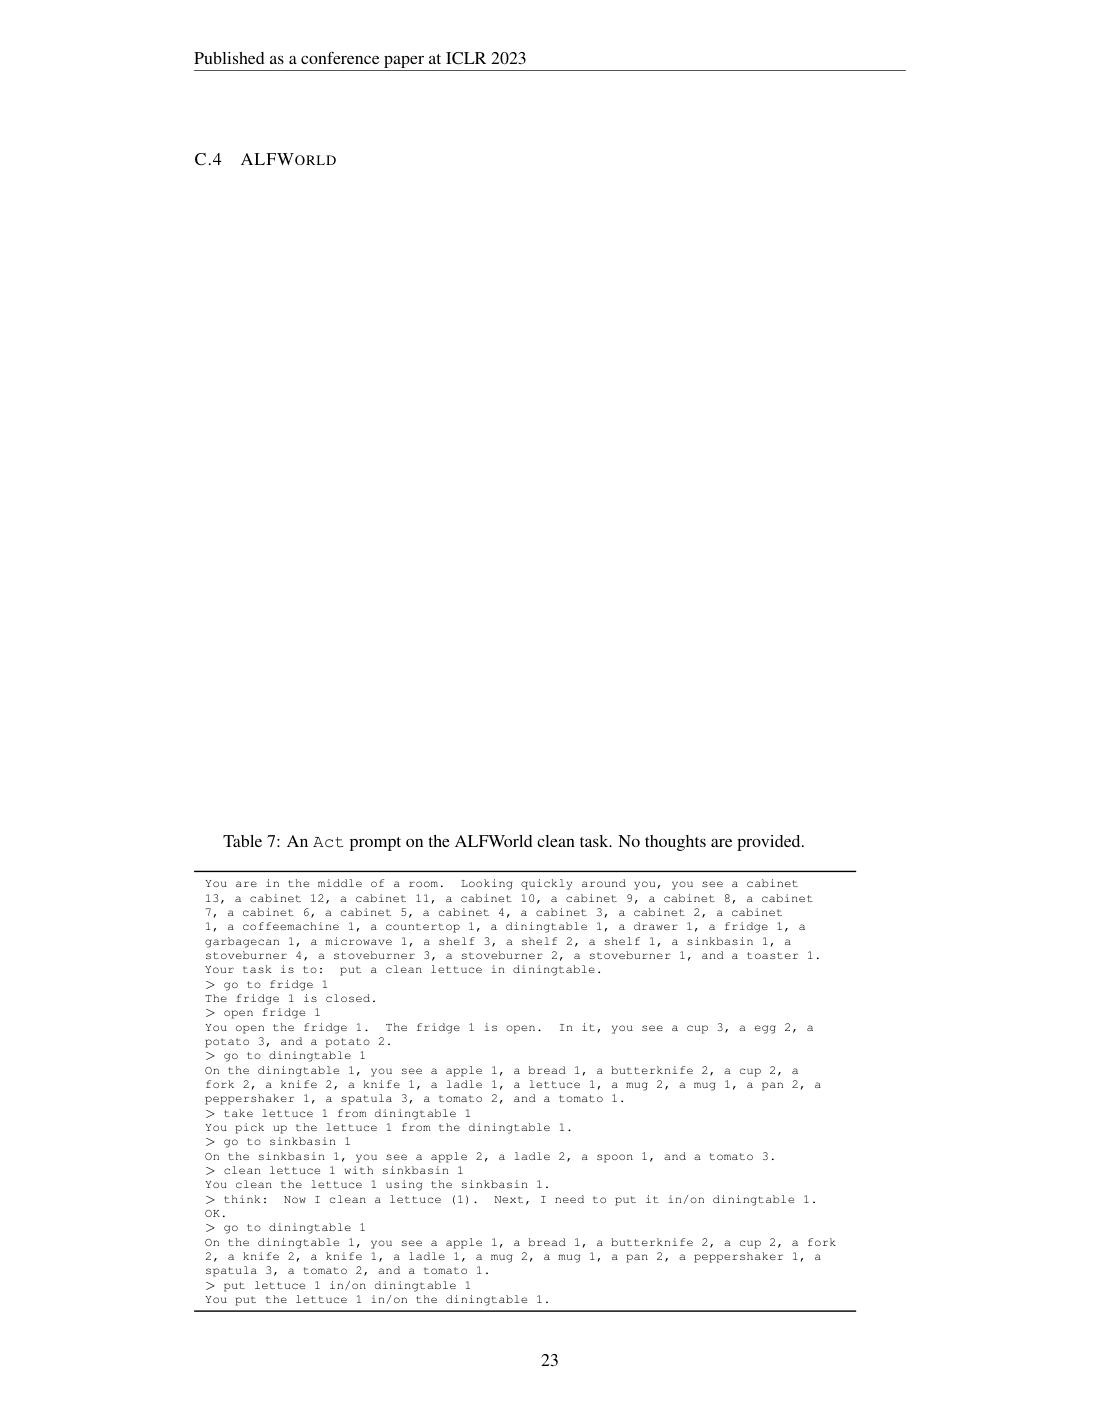 Published as a conference paper at ICLR 2023
C.4 ALFWORLD
Table 7: An Act prompt on the ALFWorld clean task. No thoughts are provided.
You are in the middle of a room. Looking quickly around you, you see a cabinet
13, a cabinet 12, a cabinet 11, a cabinet 10, a cabinet 9, a cabinet 8, a cabinet
7, a cabinet 6, a cabinet 5, a cabinet 4, a cabinet 3, a cabinet 2, a cabinet
1, a coffeemachine 1, a countertop 1, a diningtable 1, a drawer 1, a fridge 1, a
garbagecan 1, a microwave 1, a shelf 3, a shelf 2, a shelf 1, a sinkbasin 1, a
stoveburner 4, a stoveburner 3, a stoveburner 2, a stoveburner 1, and a toaster 1.
Your task is to: put a clean lettuce in diningtable.
> go to fridge 1
The fridge 1 is closed.
> open fridge 1
You open the fridge 1. The fridge 1 is open. In it, you see a cup 3, a egg 2, a
potato 3, and a potato 2.
> go to diningtable 1
On the diningtable 1, you see a apple 1, a bread 1, a butterknife 2, a cup 2, a
fork 2, a knife 2, a knife 1, a ladle 1, a lettuce 1, a mug 2, a mug 1, a pan 2, a
peppershaker 1, a spatula 3, a tomato 2, and a tomato 1.
> take lettuce 1 from diningtable 1
You pick up the lettuce 1 from the diningtable 1.
> go to sinkbasin 1
On the sinkbasin 1, you see a apple 2, a ladle 2, a spoon 1, and a tomato 3.
> clean lettuce 1 with sinkbasin 1
You clean the lettuce 1 using the sinkbasin 1.
> think: Now I clean a lettuce (1). Next, I need to put it in/on diningtable 1.
OK.
> go to diningtable 1
On the diningtable 1, you see a apple 1, a bread 1, a butterknife 2, a cup 2, a fork
2, a knife 2, a knife 1, a ladle 1, a mug 2, a mug 1, a pan 2, a peppershaker 1, a
spatula 3, a tomato 2, and a tomato 1.
> put lettuce 1 in/on diningtable 1
You put the lettuce 1 in/on the diningtable 1.
23